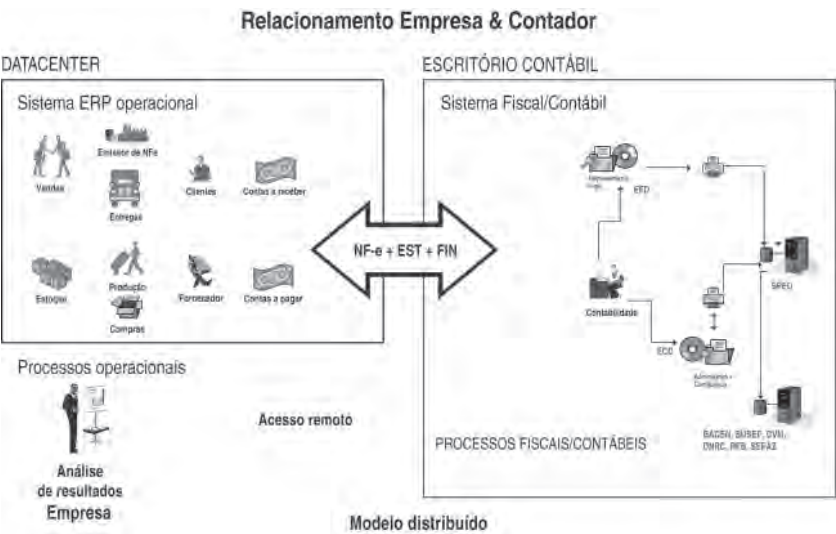 Relacionamento Empresa & Contador
DATACENTER
Sistema ERP operacional
Emissor de NFe
Vendas
Clientes
Contas a receber
Entregas
Estoque
Produção
Fornecedor
Contas a pagar
Compras
NF-e + EST + FIN
ESCRITÓRIO CONTÁBIL
Sistema Fiscal/Contábil
EFD
SPED
Contabilidade
ECD
BACEN, SUSEP, CVM,
DNRC, RFB, SEFAZ
PROCESSOS FISCAIS/CONTÁBEIS
Processos operacionais
Acesso remoto
Análise
de resultados
Empresa
Modelo distribuído